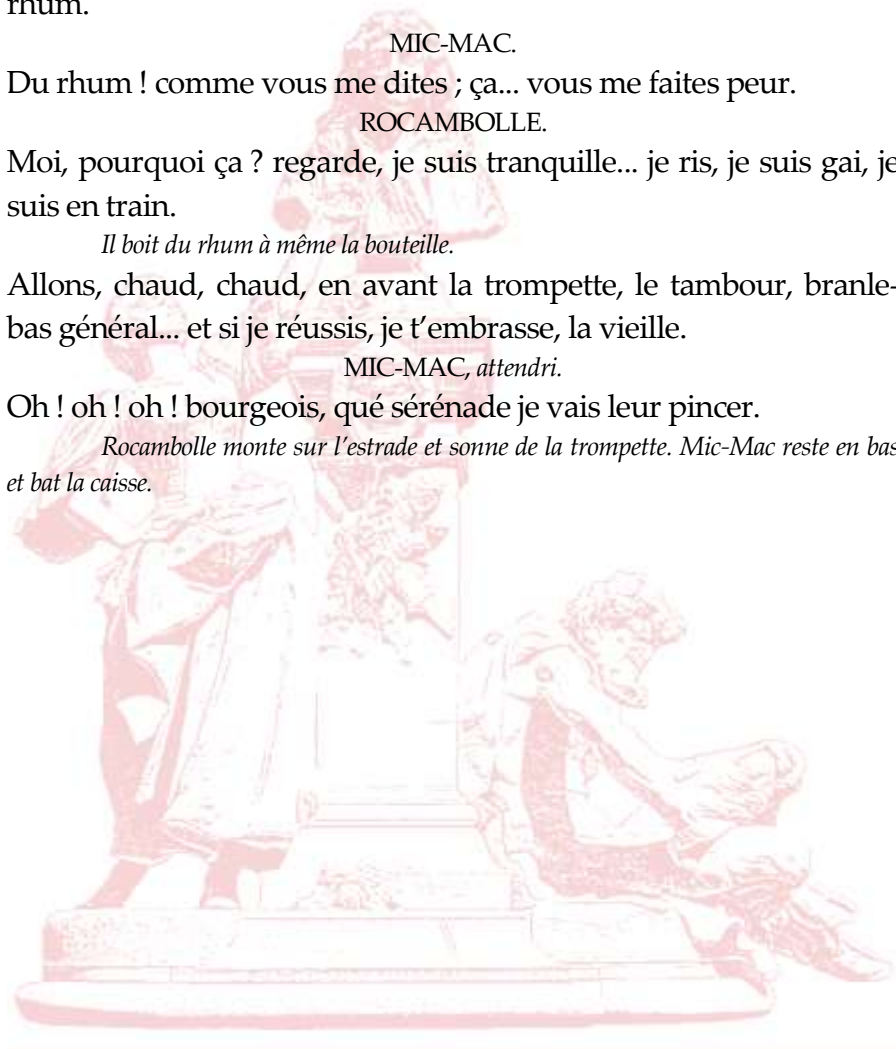 rhum.
MIC-MAC.
Du rhum ! comme vous me dites ; ça... vous me faites peur.
ROCAMBOLLE.
Moi, pourquoi ça ? regarde, je suis tranquille... je ris, je suis gai, je
suis en train.
Il boit du rhum à même la bouteille.
Allons, chaud, chaud, en avant la trompette, le tambour, branle-
bas général... et si je réussis, je t’embrasse, la vieille.
MIC-MAC, attendri.
Oh ! oh ! oh ! bourgeois, qué sérénade je vais leur pincer.
Rocambolle monte sur l’estrade et sonne de la trompette. Mic-Mac reste en bas
et bat la caisse.